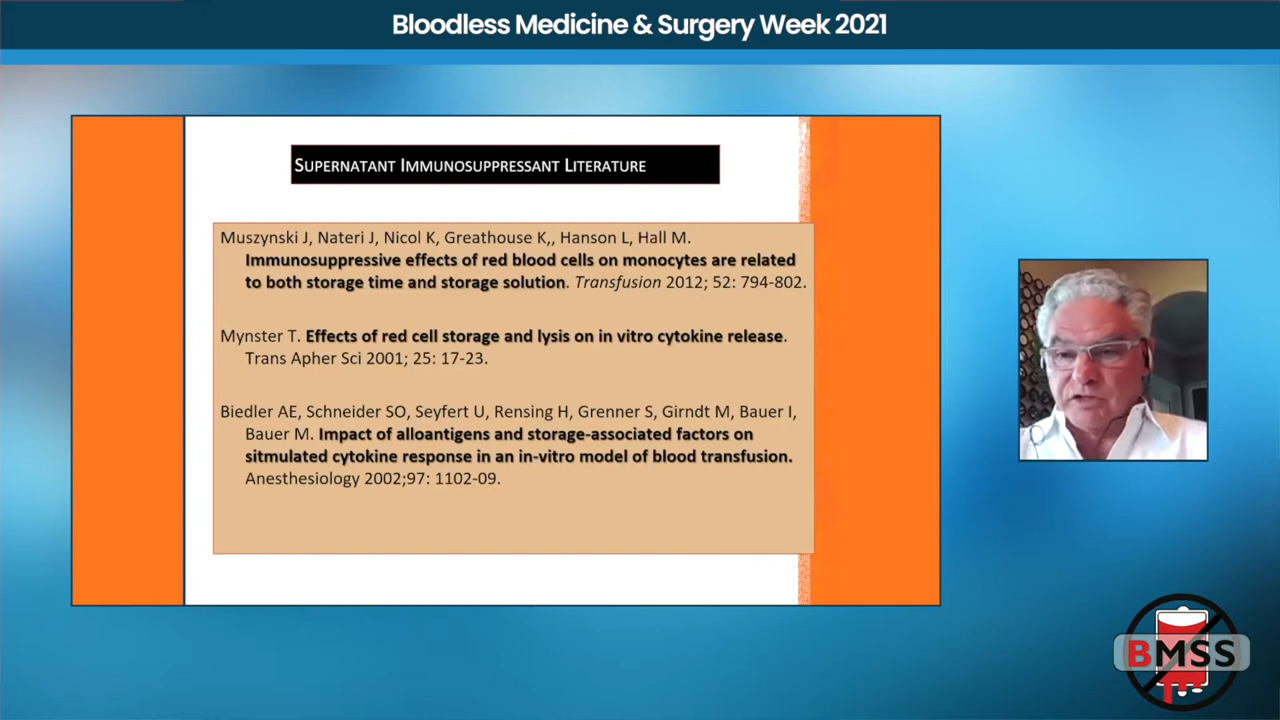 Bloodless Medicine & Surgery Week 2021
SUPERNATANT IMMUNOSUPPRESSANT LITERATURE
Muszynski J, Nateri J, Nicol K, Greathouse K,, Hanson L, Hall M.
Immunosuppressive effects of red blood cells on monocytes are related
to both storage time and storage solution. Transfusion 2012; 52: 794-802.
Mynster T. Effects of red cell storage and lysis on in vitro cytokine release.
Trans Apher Sci 2001; 25: 17-23.
Biedler AE, Schneider SO, Seyfert U, Rensing H, Grenner S, Girndt M, Bauer I,
Bauer M. Impact of alloantigens and storage-associated factors on
sitmulated cytokine response in an in-vitro model of blood transfusion.
Anesthesiology 2002;97: 1102-09.
BMSS